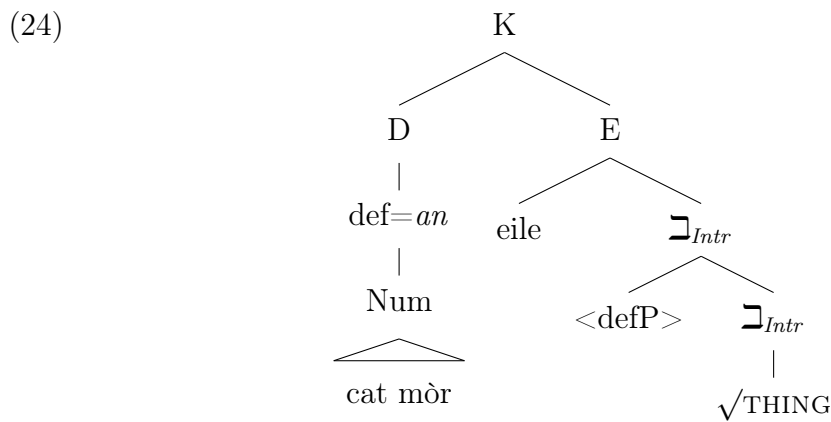 (24)
K
D E
def=an eile ℶIntr
Num <defP> ℶIntr
cat mòr √THING